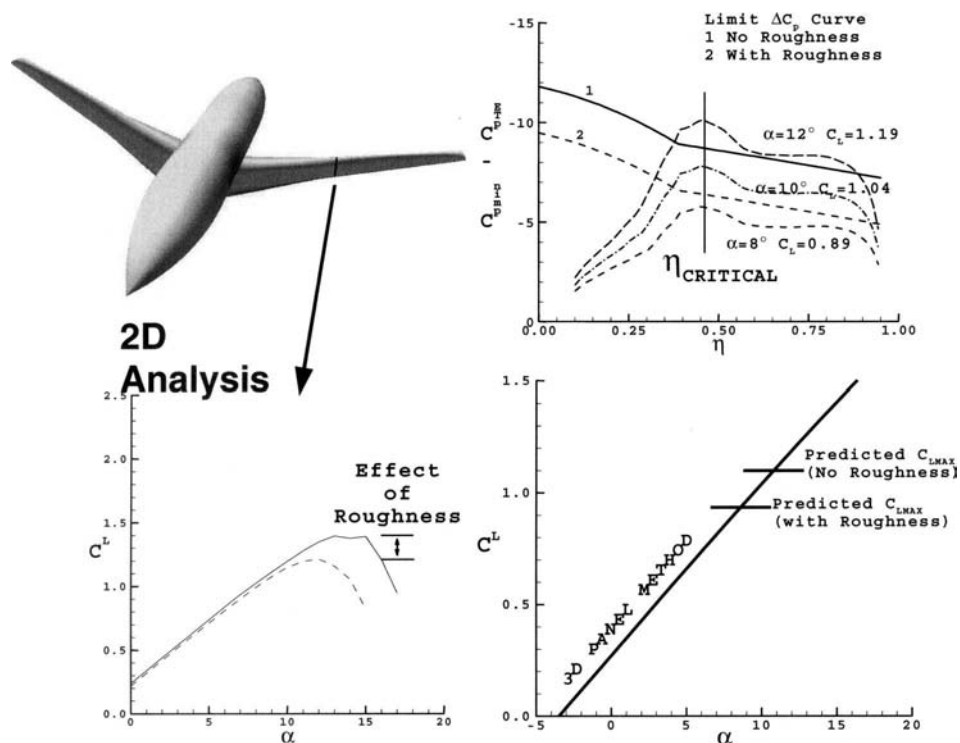 Limit ΔCp Curve
1 No Roughness
2 With Roughness
-15
-10
-5
0
0.00
0.25
0.50
0.75
1.00
1
2
α=12° CL=1.19
α=10° CL=1.04
α=8° CL=0.89
ηCRITICAL
η
2D
Analysis
2.5
2.0
1.5
1.0
0.5
0.0
0
5
10
15
20
CL
α
Effect
of
Roughness
1.5
1.0
0.5
0.0
-5
0
5
10
15
20
CL
α
3D PANEL METHOD
Predicted CLMAX
(No Roughness)
Predicted CLMAX
(with Roughness)